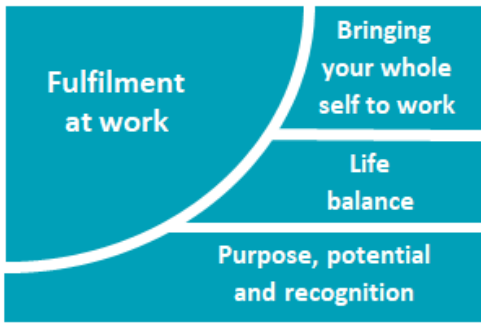 Fulfilment
at work
Bringing
your whole
self to work
Life
balance
Purpose, potential
and recognition